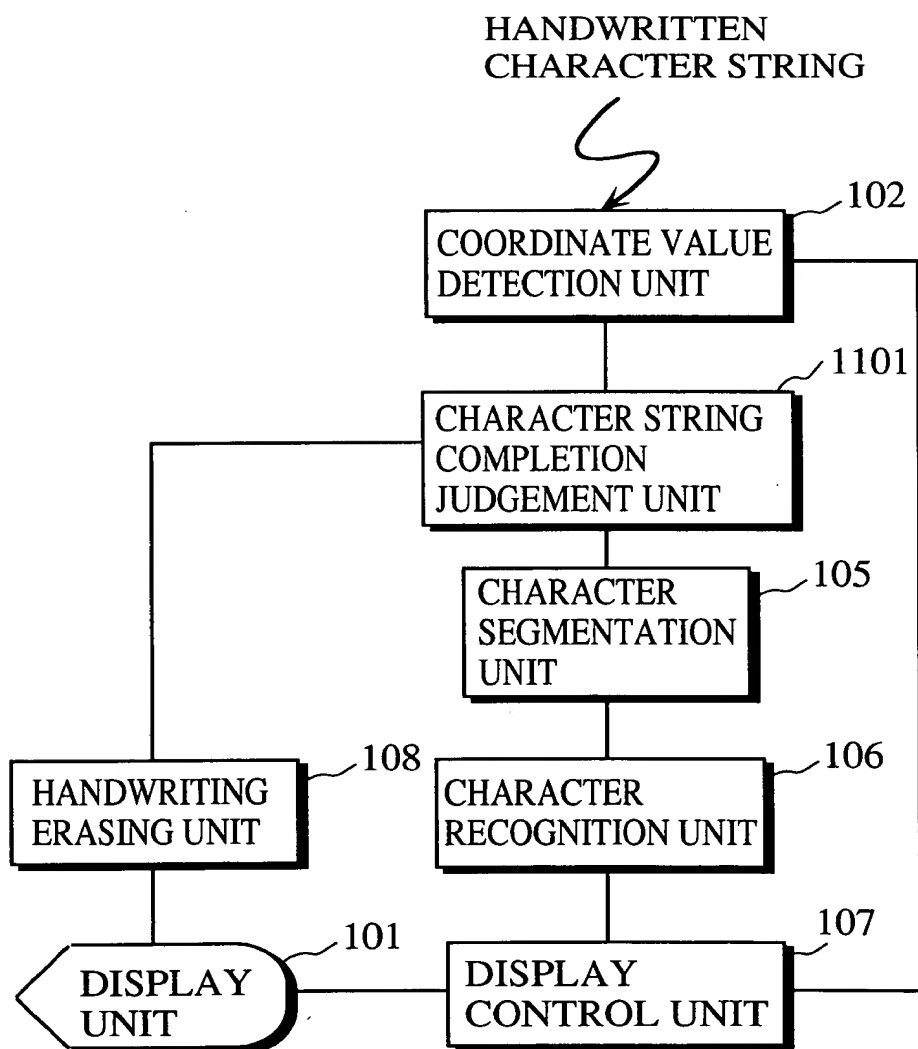 HANDWRITTEN
CHARACTER STRING
102
COORDINATE VALUE
DETECTION UNIT
1101
CHARACTER STRING
COMPLETION
JUDGEMENT UNIT
105
CHARACTER
SEGMENTATION
UNIT
108
HANDWRITING
ERASING UNIT
106
CHARACTER
RECOGNITION UNIT
101
DISPLAY
UNIT
107
DISPLAY
CONTROL UNIT